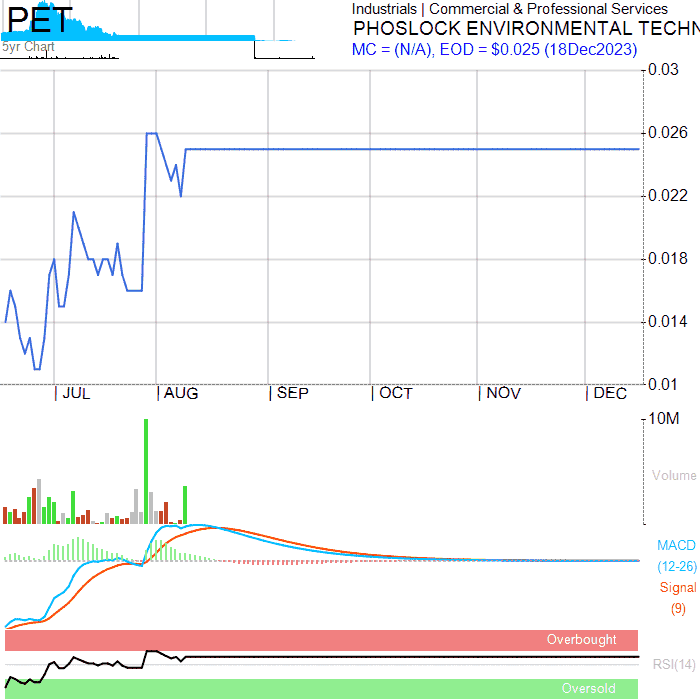 PET
5yr Chart
Industrials | Commercial & Professional Services
PHOSLOCK ENVIRONMENTAL TECHN
MC = (N/A), EOD = $0.025 (18Dec2023)
0.03
0.026
0.022
0.018
0.014
0.01
| JUL | AUG | SEP | OCT | NOV | DEC
10M
Volume
MACD
(12-26)
Signal
(9)
Overbought
RSI(14)
Oversold